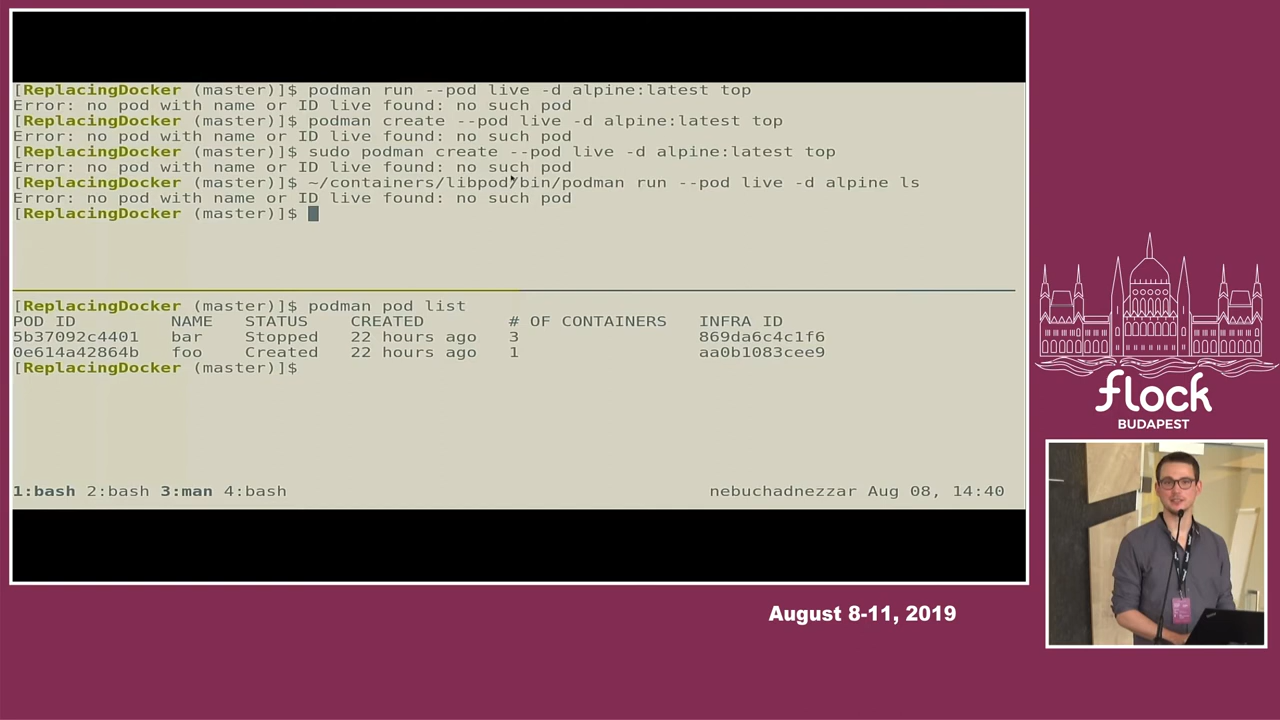 [ReplacingDocker (master)]$ podman run --pod live -d alpine:latest top
Error: no pod with name or ID live found: no such pod
[ReplacingDocker (master)]$ podman create --pod live -d alpine:latest top
Error: no pod with name or ID live found: no such pod
[ReplacingDocker (master)]$ sudo podman create --pod live -d alpine:latest top
Error: no pod with name or ID live found: no such pod
[ReplacingDocker (master)]$ ~/containers/libpod/bin/podman run --pod live -d alpine ls
Error: no pod with name or ID live found: no such pod
[ReplacingDocker (master)]$
[ReplacingDocker (master)]$ podman pod list
POD ID NAME STATUS CREATED # OF CONTAINERS INFRA ID
5b37092c4401 bar Stopped 22 hours ago 3 869da6c4c1f6
0e614a42864b foo Created 22 hours ago 1 aa0b1083cee9
[ReplacingDocker (master)]$
1:bash 2:bash 3:man 4:bash nebuchadnezzar Aug 08, 14:40
flock
BUDAPEST
August 8-11, 2019